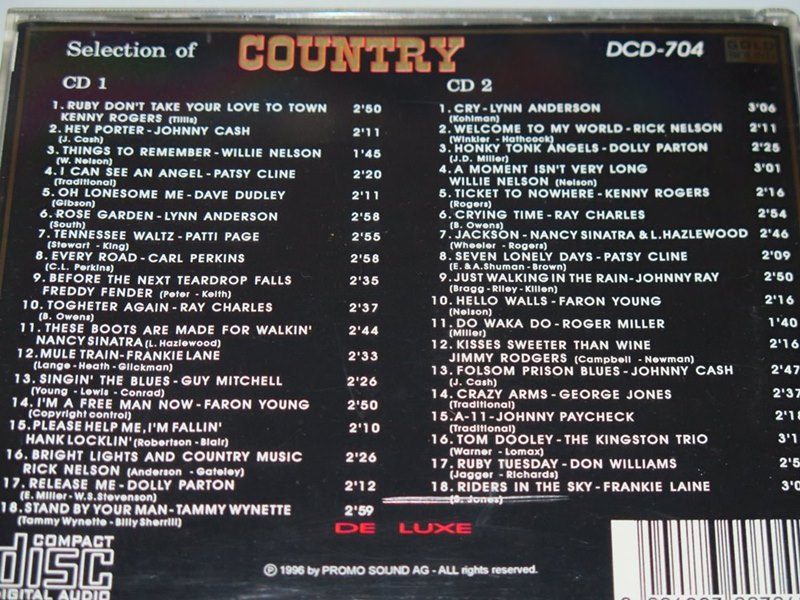 Selection of COUNTRY DCD-704
CD 1
1. RUBY DON'T TAKE YOUR LOVE TO TOWN 2'50
KENNY ROGERS (Tillis)
2. HEY PORTER - JOHNNY CASH 2'11
(J. Cash)
3. THINGS TO REMEMBER - WILLIE NELSON 1'45
(W. Nelson)
4. I CAN SEE AN ANGEL - PATSY CLINE 2'20
(Traditional)
5. OH LONESOME ME - DAVE DUDLEY 2'11
(Gibson)
6. ROSE GARDEN - LYNN ANDERSON 2'58
(South)
7. TENNESSEE WALTZ - PATTI PAGE 2'55
(Stewart - King)
8. EVERY ROAD - CARL PERKINS 2'58
(C.L. Perkins)
9. BEFORE THE NEXT TEARDROP FALLS 2'35
FREDDY FENDER (Peter - Keith)
10. TOGHETER AGAIN - RAY CHARLES 2'37
(B. Owens)
11. THESE BOOTS ARE MADE FOR WALKIN' 2'44
NANCY SINATRA (L. Hazlewood)
12. MULE TRAIN - FRANKIE LANE 2'33
(Lange - Heath - Glickman)
13. SINGIN' THE BLUES - GUY MITCHELL 2'26
(Young - Lewis - Conrad)
14. I'M A FREE MAN NOW - FARON YOUNG 2'50
(Copyright control)
15. PLEASE HELP ME, I'M FALLIN' 2'10
HANK LOCKLIN' (Robertson - Blair)
16. BRIGHT LIGHTS AND COUNTRY MUSIC 2'26
RICK NELSON (Anderson - Gateley)
17. RELEASE ME - DOLLY PARTON 2'12
(E. Miller - W.S. Stevenson)
18. STAND BY YOUR MAN - TAMMY WYNETTE 2'59
(Tammy Wynette - Billy Sherrill)
CD 2
1. CRY - LYNN ANDERSON 3'06
(Kohlman)
2. WELCOME TO MY WORLD - RICK NELSON 2'11
(Winkler - Hathcock)
3. HONKY TONK ANGELS - DOLLY PARTON 2'25
(J.D. Miller)
4. A MOMENT ISN'T VERY LONG 3'01
WILLIE NELSON (Nelson)
5. TICKET TO NOWHERE - KENNY ROGERS 2'16
(Rogers)
6. CRYING TIME - RAY CHARLES 2'54
(B. Owens)
7. JACKSON - NANCY SINATRA & L. HAZLEWOOD 2'46
(Wheeler - Rogers)
8. SEVEN LONELY DAYS - PATSY CLINE 2'09
(E. & A. Shuman - Brown)
9. JUST WALKING IN THE RAIN - JOHNNY RAY 2'50
(Bragg - Riley - Killen)
10. HELLO WALLS - FARON YOUNG 2'16
(Nelson)
11. DO WAKA DO - ROGER MILLER 1'40
(Miller)
12. KISSES SWEETER THAN WINE 2'16
JIMMY RODGERS (Campbell - Newman)
13. FOLSOM PRISON BLUES - JOHNNY CASH 2'47
(J. Cash)
14. CRAZY ARMS - GEORGE JONES 2'37
(Traditional)
15. A-11 - JOHNNY PAYCHECK 2'18
(Traditional)
16. TOM DOOLEY - THE KINGSTON TRIO 3'1
(Warner - Lomax)
17. RUBY TUESDAY - DON WILLIAMS 2'5
(Jagger - Richards)
18. RIDERS IN THE SKY - FRANKIE LAINE 3'0
(S. Jones)
DE LUXE
COMPACT
disc
DIGITAL AUDIO
℗ 1996 by PROMO SOUND AG - ALL rights reserved.